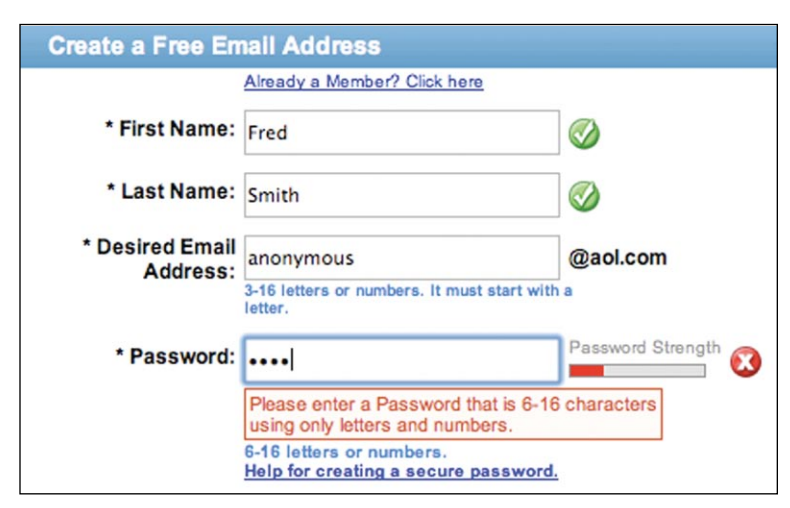 Create a Free Email Address
Already a Member? Click here
* First Name: Fred
* Last Name: Smith
* Desired Email
Address: anonymous @aol.com
3-16 letters or numbers. It must start with a
letter.
* Password: •••• Password Strength
Please enter a Password that is 6-16 characters
using only letters and numbers.
6-16 letters or numbers.
Help for creating a secure password.